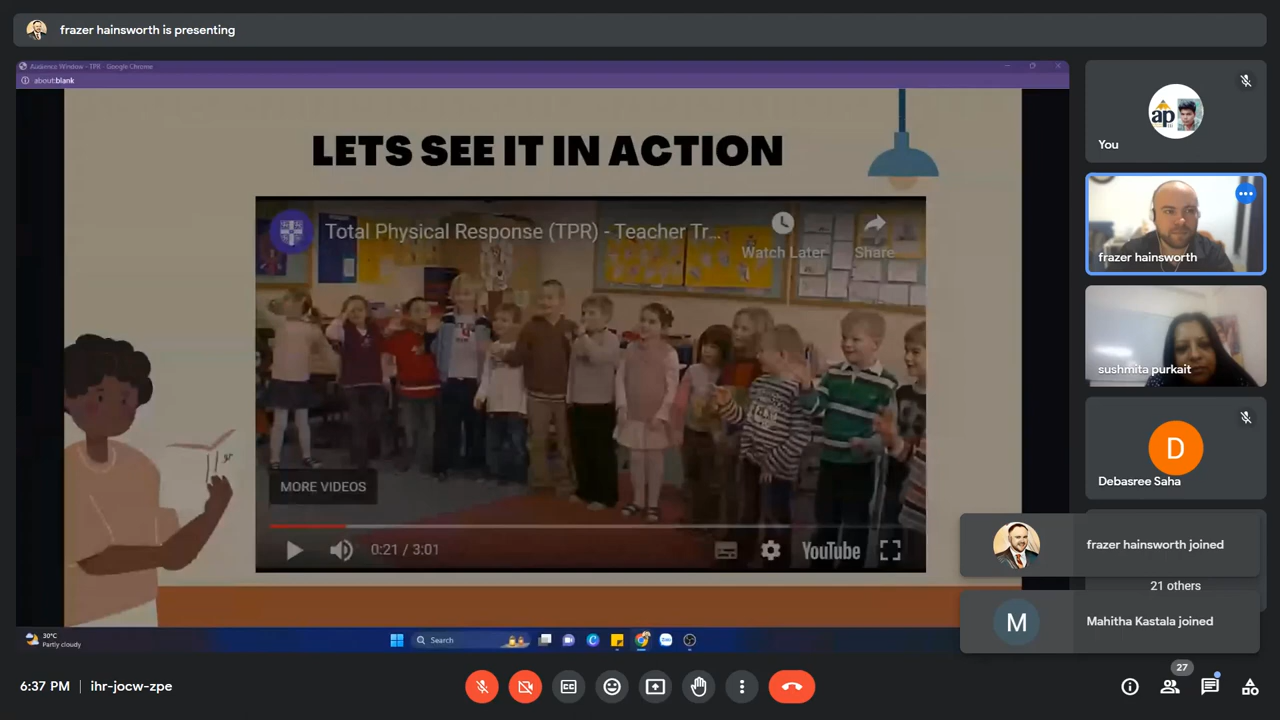 frazer hainsworth is presenting
Audience Window - TPR - Google Chrome
about:blank
LETS SEE IT IN ACTION
Total Physical Response (TPR) - Teacher Tr...
Watch Later
Share
MORE VIDEOS
0:21 / 3:01
YouTube
30°C
Partly cloudy
Search
Zalo
ap
You
frazer hainsworth
sushmita purkait
D
Debasree Saha
frazer hainsworth joined
21 others
M
Mahitha Kastala joined
6:37 PM
ihr-jocw-zpe
27